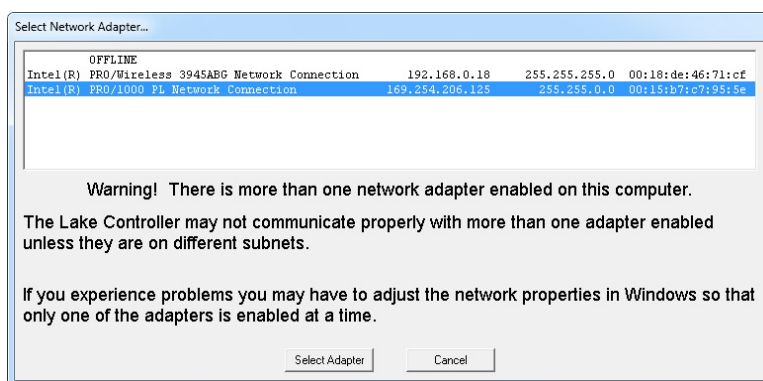 Select Network Adapter...
OFFLINE
Intel(R) PRO/Wireless 3945ABG Network Connection 192.168.0.18 255.255.255.0 00:18:de:46:71:cf
Intel(R) PRO/1000 PL Network Connection 169.254.206.125 255.255.0.0 00:15:b7:c7:95:5e
Warning! There is more than one network adapter enabled on this computer.
The Lake Controller may not communicate properly with more than one adapter enabled
unless they are on different subnets.
If you experience problems you may have to adjust the network properties in Windows so that
only one of the adapters is enabled at a time.
Select Adapter Cancel